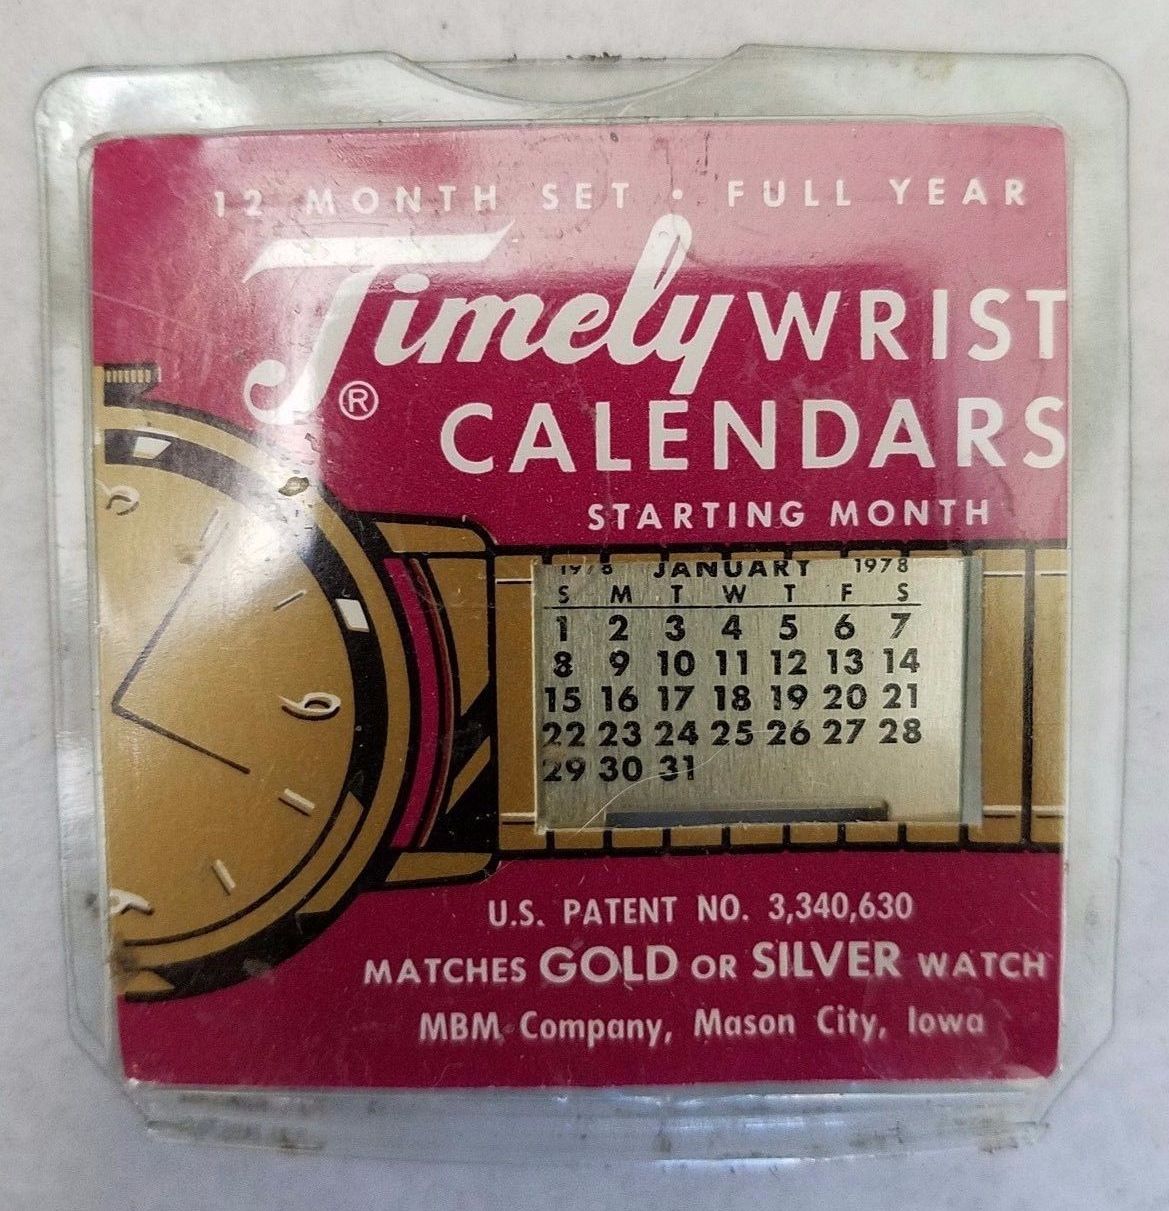 12 MONTH SET • FULL YEAR
Timely WRIST
®
CALENDARS
STARTING MONTH
1978 JANUARY 1978
S M T W T F S
1 2 3 4 5 6 7
8 9 10 11 12 13 14
15 16 17 18 19 20 21
22 23 24 25 26 27 28
29 30 31
9
U.S. PATENT NO. 3,340,630
MATCHES GOLD OR SILVER WATCH
MBM Company, Mason City, Iowa